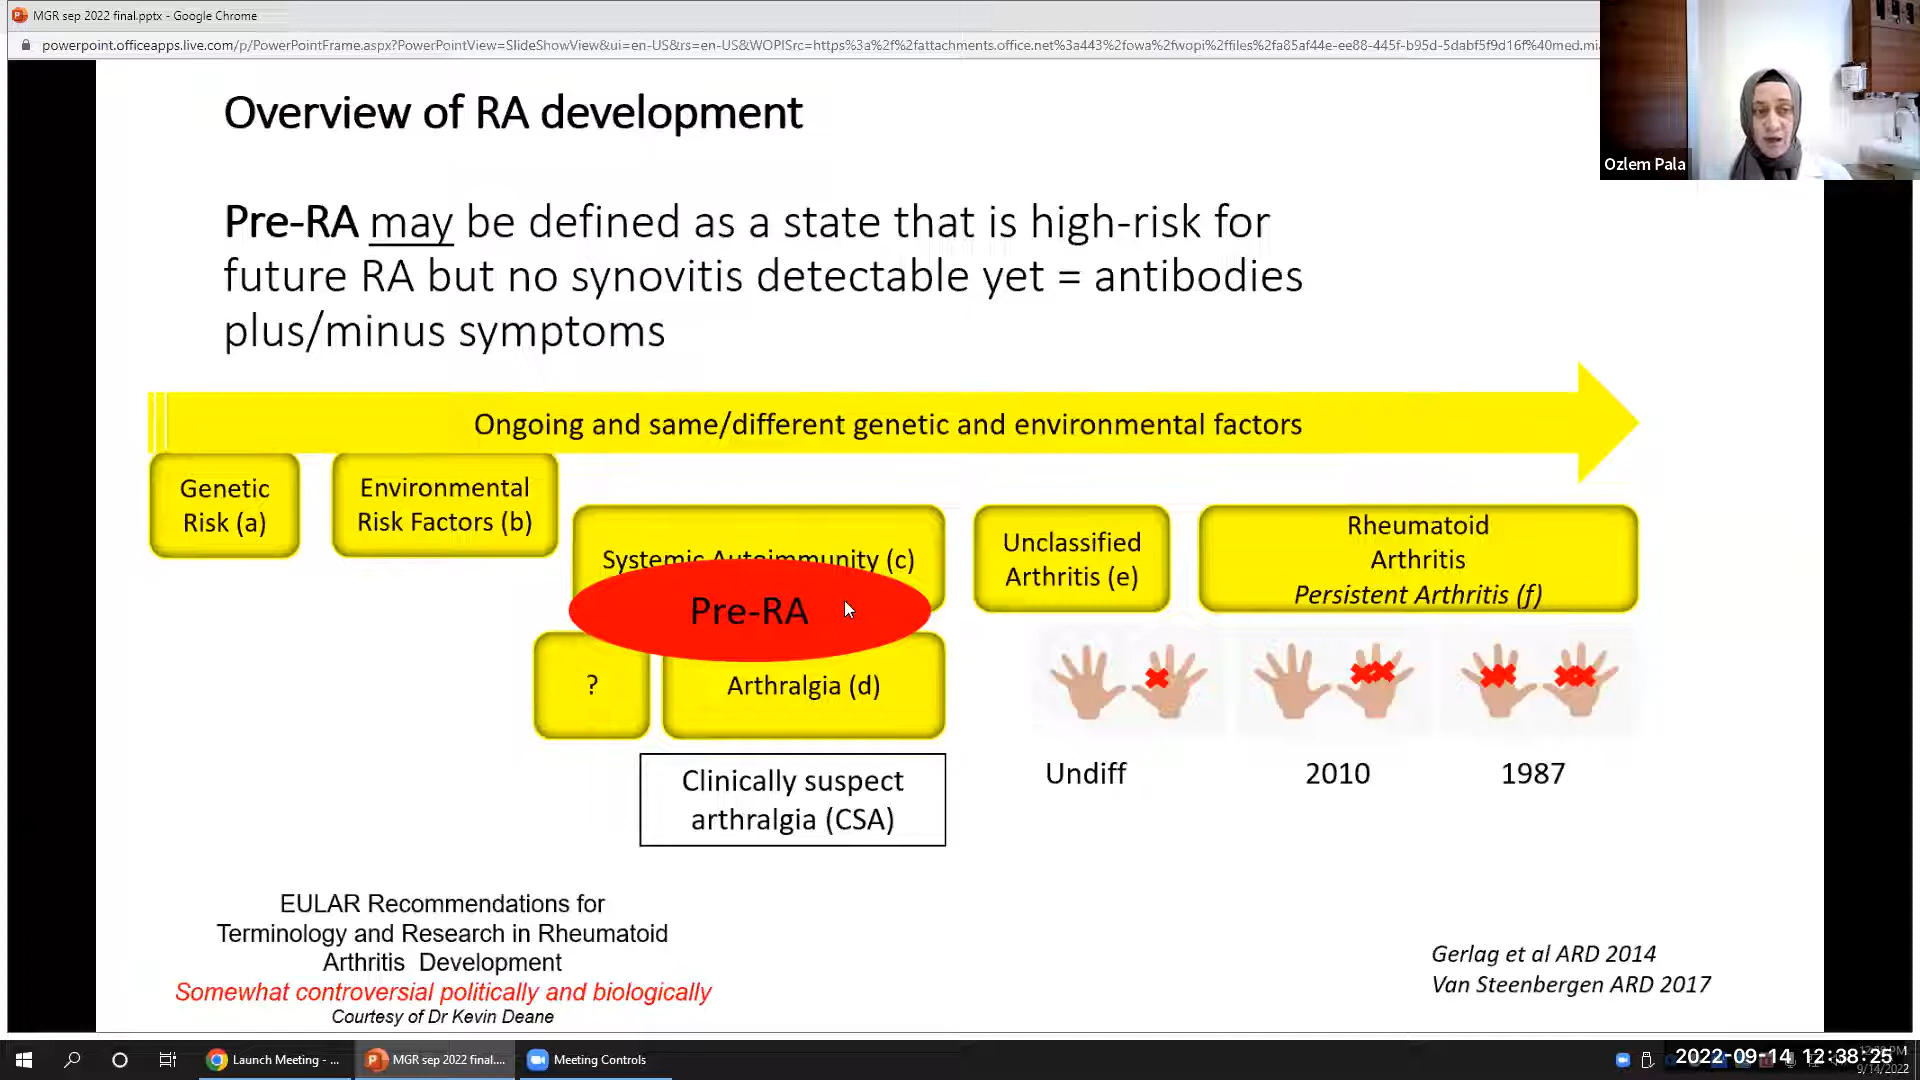 MGR sep 2022 final.pptx - Google Chrome
powerpoint.officeapps.live.com/p/PowerPointFrame.aspx?PowerPointView=SlideShowView&ui=en-US&rs=en-US&WOPISrc=https%3a%2f%2fattachments.office.net%3a443%2fowa%2fwopi%2ffiles%2fa85af44e-ee88-445f-b95d-5dabf5f9d16f%40med.mi
Ozlem Pala
Overview of RA development
Pre-RA may be defined as a state that is high-risk for
future RA but no synovitis detectable yet = antibodies
plus/minus symptoms
Ongoing and same/different genetic and environmental factors
Genetic
Risk (a)
Environmental
Risk Factors (b)
Systemic Autoimmunity (c)
Pre-RA
?
Arthralgia (d)
Clinically suspect
arthralgia (CSA)
Unclassified
Arthritis (e)
Rheumatoid
Arthritis
Persistent Arthritis (f)
Undiff
2010
1987
EULAR Recommendations for
Terminology and Research in Rheumatoid
Arthritis Development
Somewhat controversial politically and biologically
Courtesy of Dr Kevin Deane
Gerlag et al ARD 2014
Van Steenbergen ARD 2017
Launch Meeting - ...
MGR sep 2022 final....
Meeting Controls
2022-09-14 12:38:25
9/14/2022